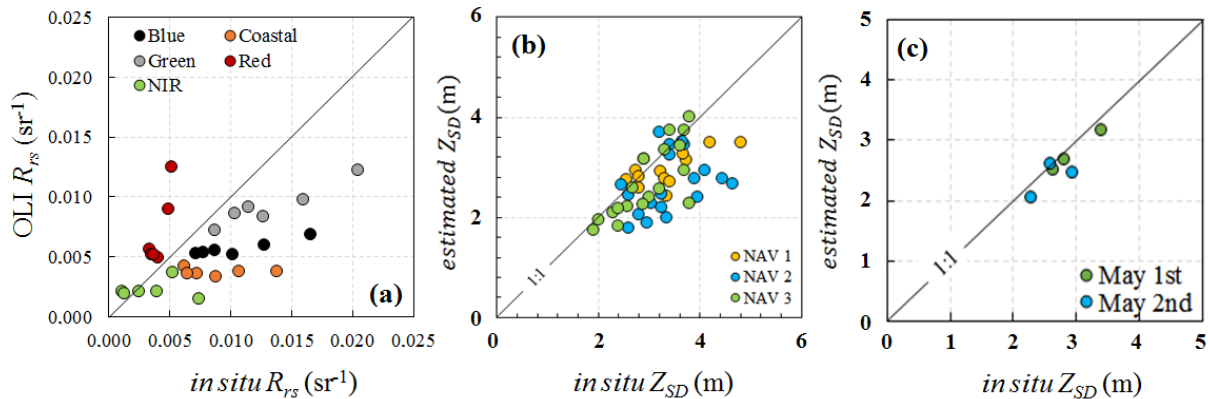 0.025
0.020
0.015
0.010
0.005
0.000
OLI Rrs (sr-1)
Blue
Coastal
Green
Red
NIR
(a)
0.000 0.005 0.010 0.015 0.020 0.025
in situ Rrs (sr-1)
6
4
2
0
estimated ZSD (m)
(b)
1:1
NAV 1
NAV 2
NAV 3
0 2 4 6
in situ ZSD (m)
5
4
3
2
1
0
estimated ZSD (m)
(c)
1:1
May 1st
May 2nd
0 1 2 3 4 5
in situ ZSD (m)